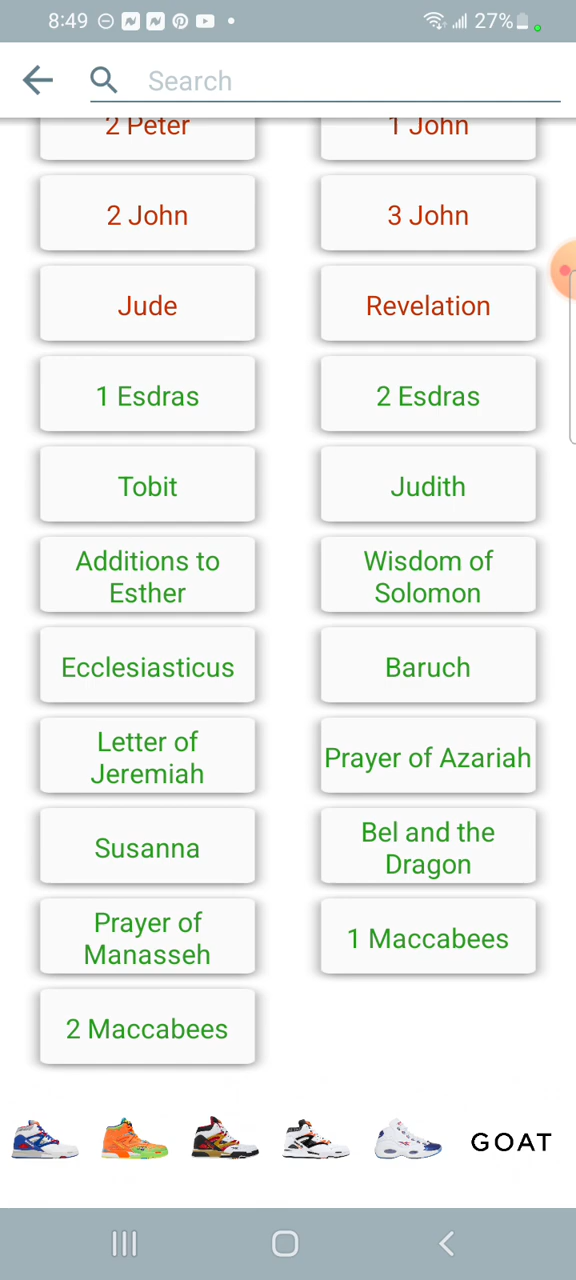 8:49
27%
Search
2 Peter
1 John
2 John
3 John
Jude
Revelation
1 Esdras
2 Esdras
Tobit
Judith
Additions to
Esther
Wisdom of
Solomon
Ecclesiasticus
Baruch
Letter of
Jeremiah
Prayer of Azariah
Susanna
Bel and the
Dragon
Prayer of
Manasseh
1 Maccabees
2 Maccabees
GOAT